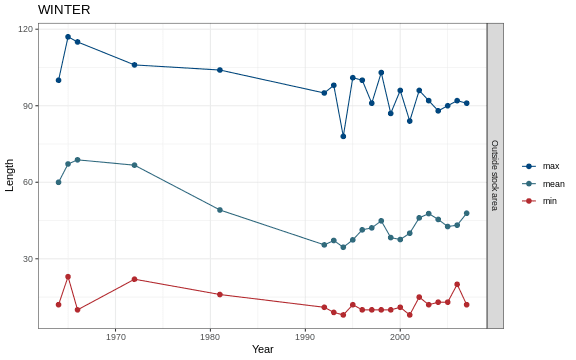 WINTER
120
90
60
30
Length
1970
1980
1990
2000
Year
Outside stock area
max
mean
min